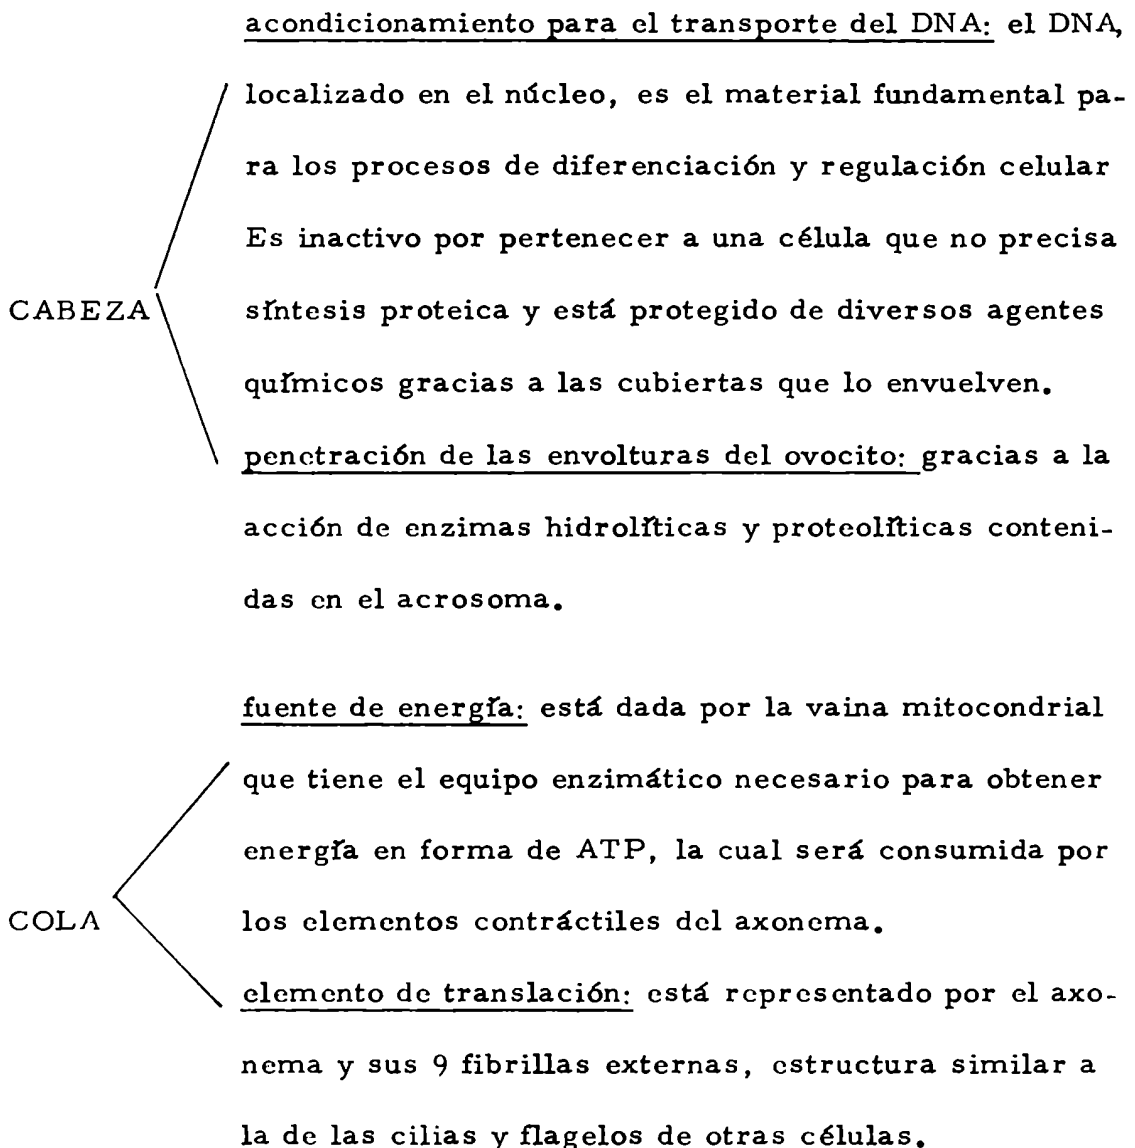 acondicionamiento para el transporte del DNA: el DNA,
localizado en el núcleo, es el material fundamental pa-
ra los procesos de diferenciación y regulación celular
Es inactivo por pertenecer a una célula que no precisa
CABEZA síntesis proteica y está protegido de diversos agentes
químicos gracias a las cubiertas que lo envuelven.
penetración de las envolturas del ovocito: gracias a la
acción de enzimas hidrolíticas y proteolíticas conteni-
das en el acrosoma.
fuente de energía: está dada por la vaina mitocondrial
que tiene el equipo enzimático necesario para obtener
energía en forma de ATP, la cual será consumida por
COLA los elementos contráctiles del axonema.
elemento de translación: está representado por el axo-
nema y sus 9 fibrillas externas, estructura similar a
la de las cilias y flagelos de otras células.